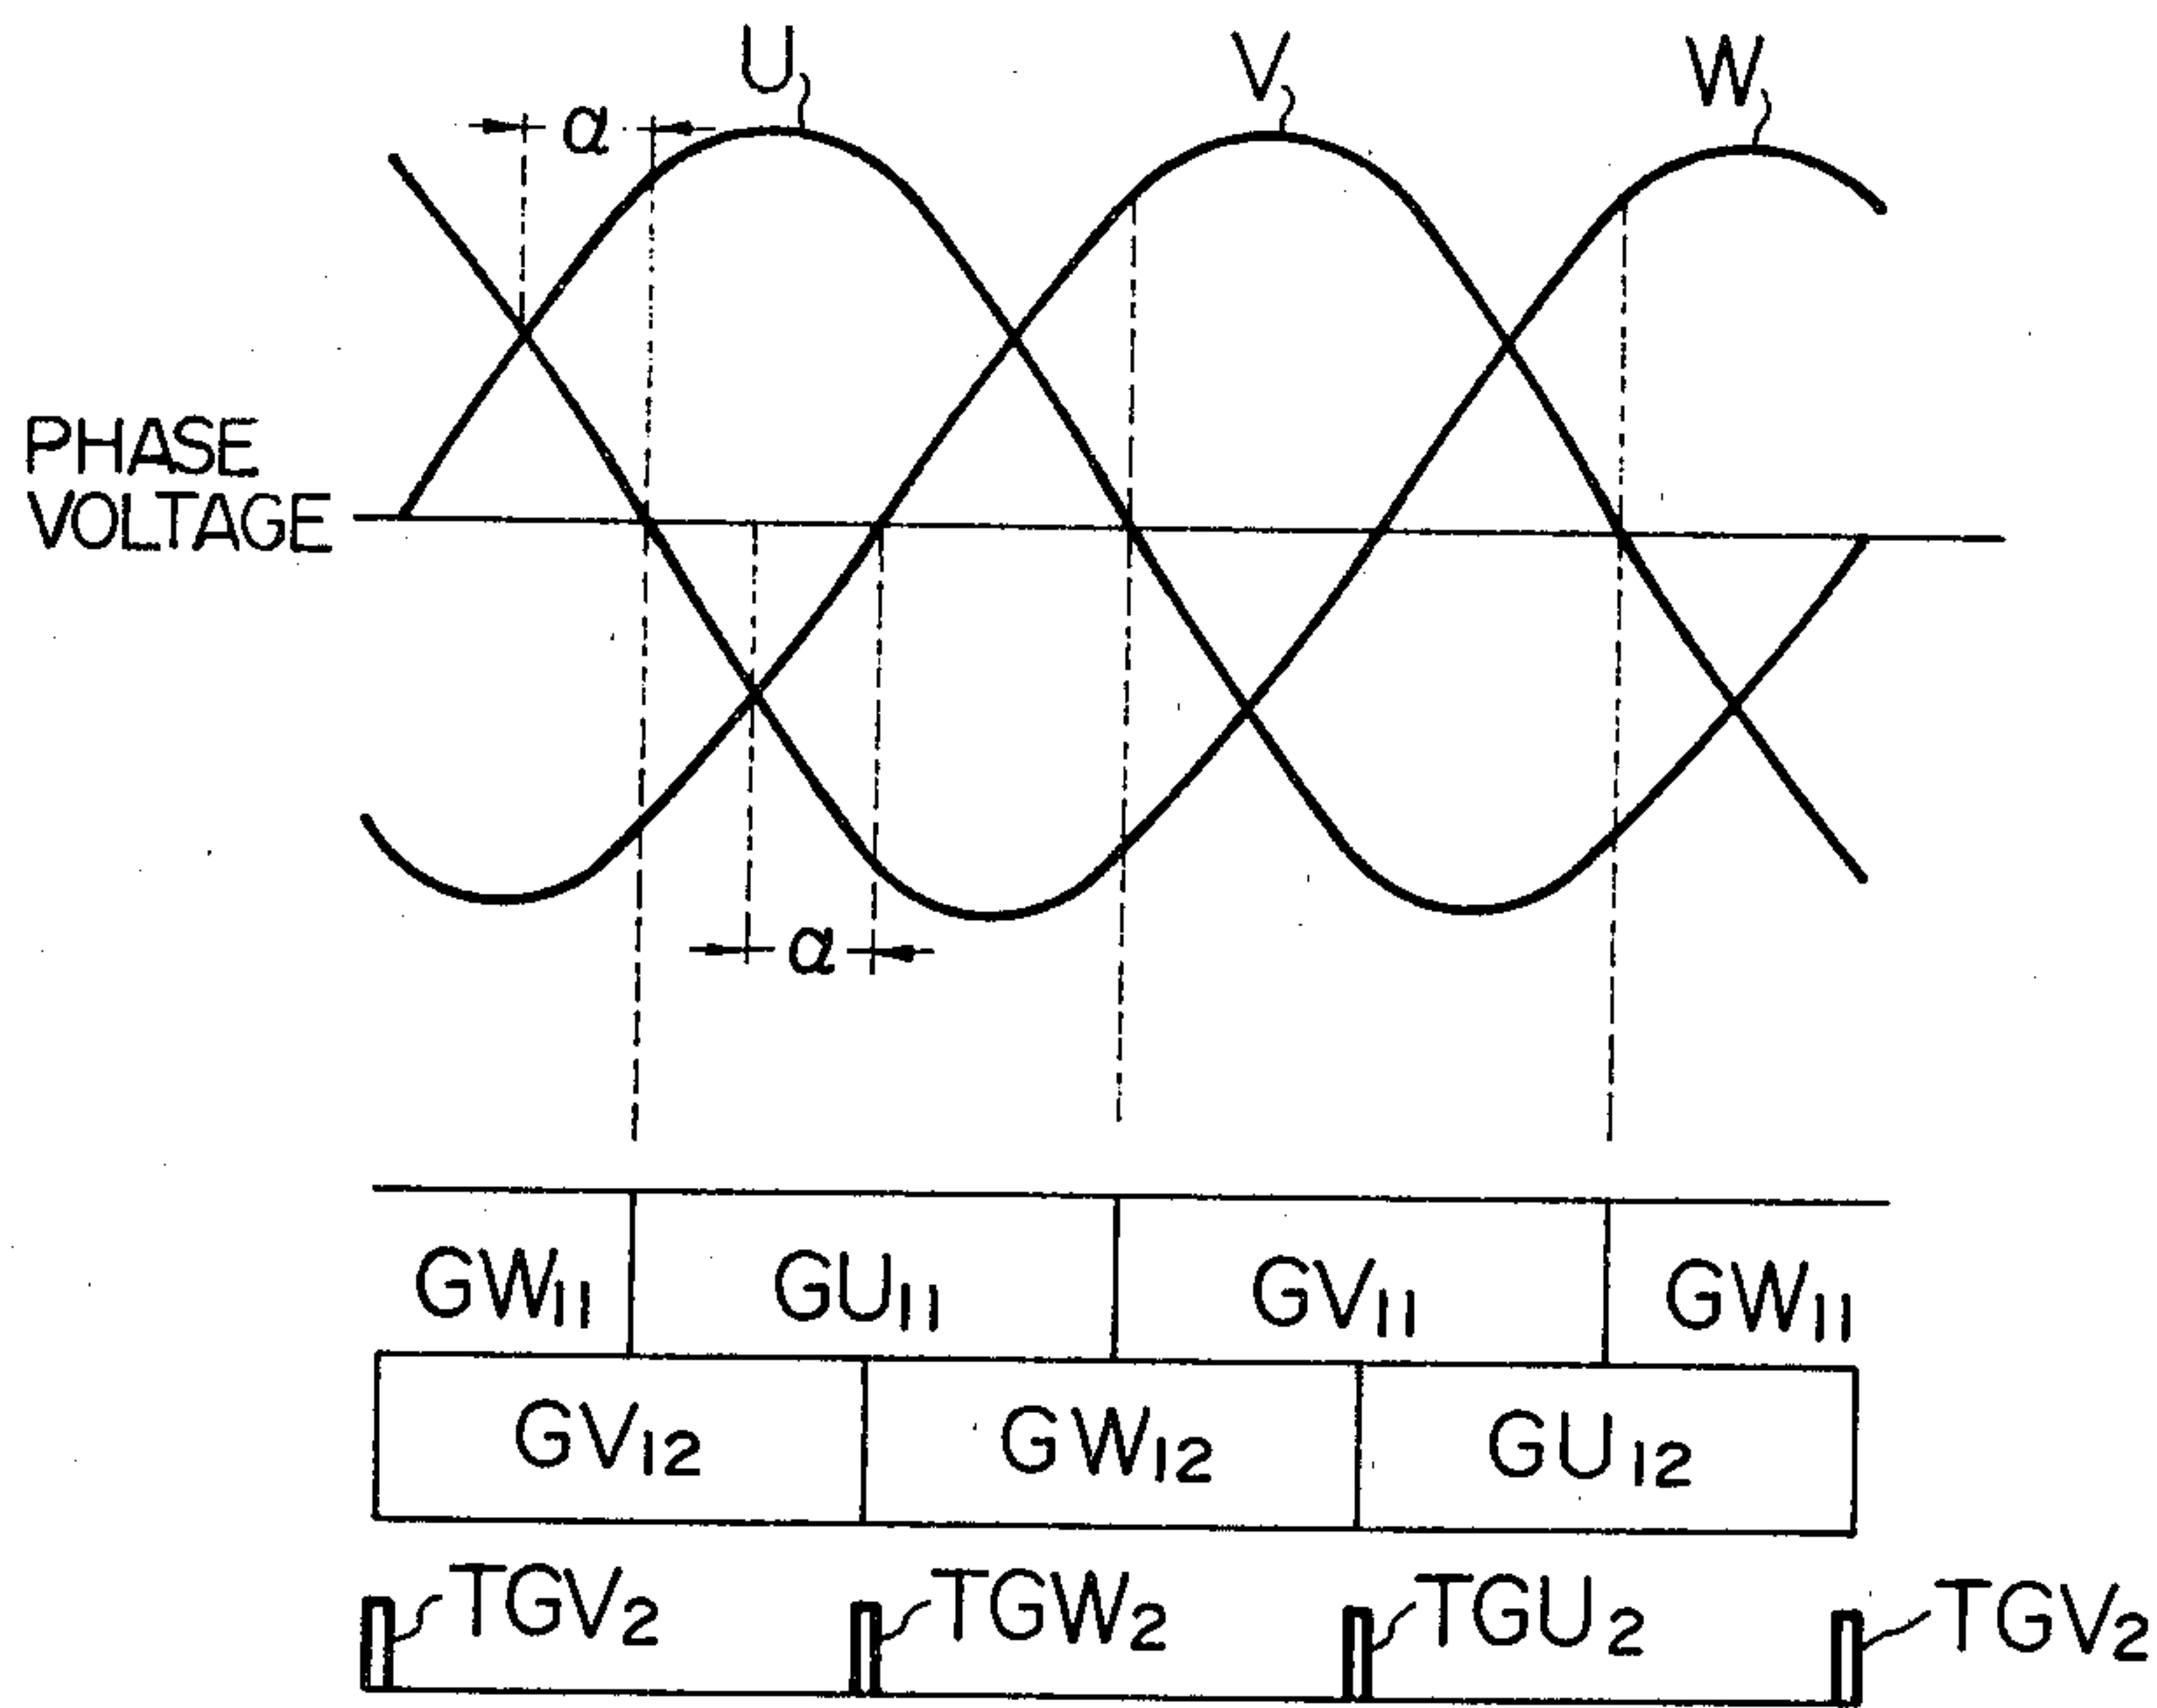 U V W
α
PHASE
VOLTAGE
α
GW11 GU11 GV11 GW11
GV12 GW12 GU12
TGV2 TGW2 TGU2 TGV2